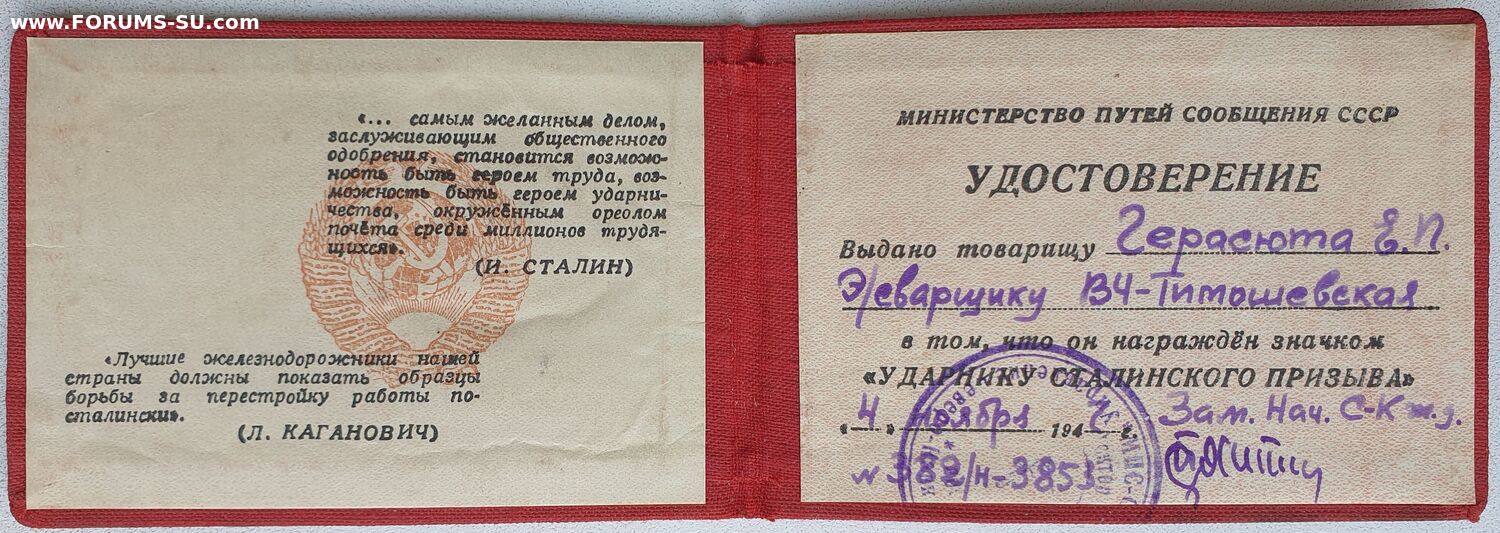 www.FORUMS-SU.com
«... самым желанным делом,
заслуживающим общественного
одобрения, становится возмож-
ность быть героем труда, воз-
можность быть героем ударни-
чества, окружённым ореолом
почёта среди миллионов трудя-
щихся».
(И. СТАЛИН)
«Лучшие железнодорожники нашей
страны должны показать образцы
борьбы за перестройку работы по-
сталински».
(Л. КАГАНОВИЧ)
МИНИСТЕРСТВО ПУТЕЙ СООБЩЕНИЯ СССР
УДОСТОВЕРЕНИЕ
Выдано товарищу Герасюта Е.П.
Э/сварщику ВЧ-Тимошевская
в том, что он награждён значком
«УДАРНИКУ СТАЛИНСКОГО ПРИЗЫВА»
«4» ноября 194 г. Зам. Нач. С-К ж.д.
№ 382/н-3853